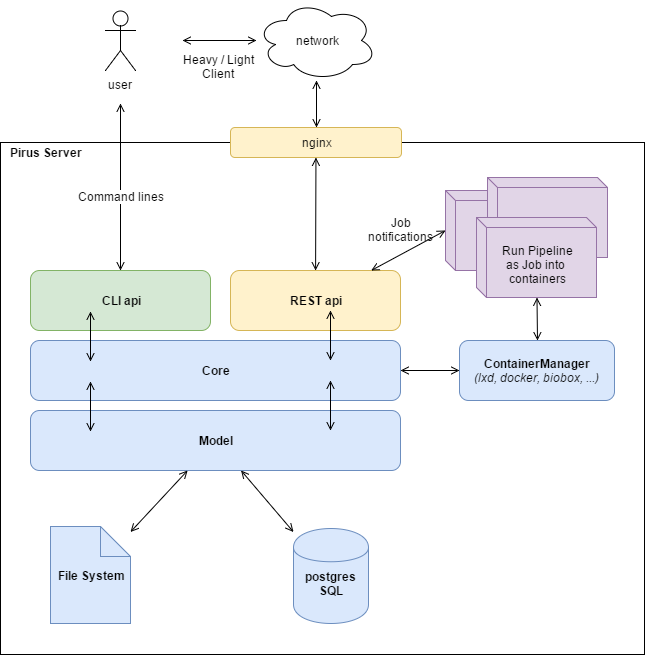 network
Heavy / Light
Client
user
nginx
Pirus Server
Command lines
Job
notifications
Run Pipeline
as Job into
containers
CLI api
REST api
Core
ContainerManager
(lxd, docker, biobox, ...)
Model
File System
postgres
SQL